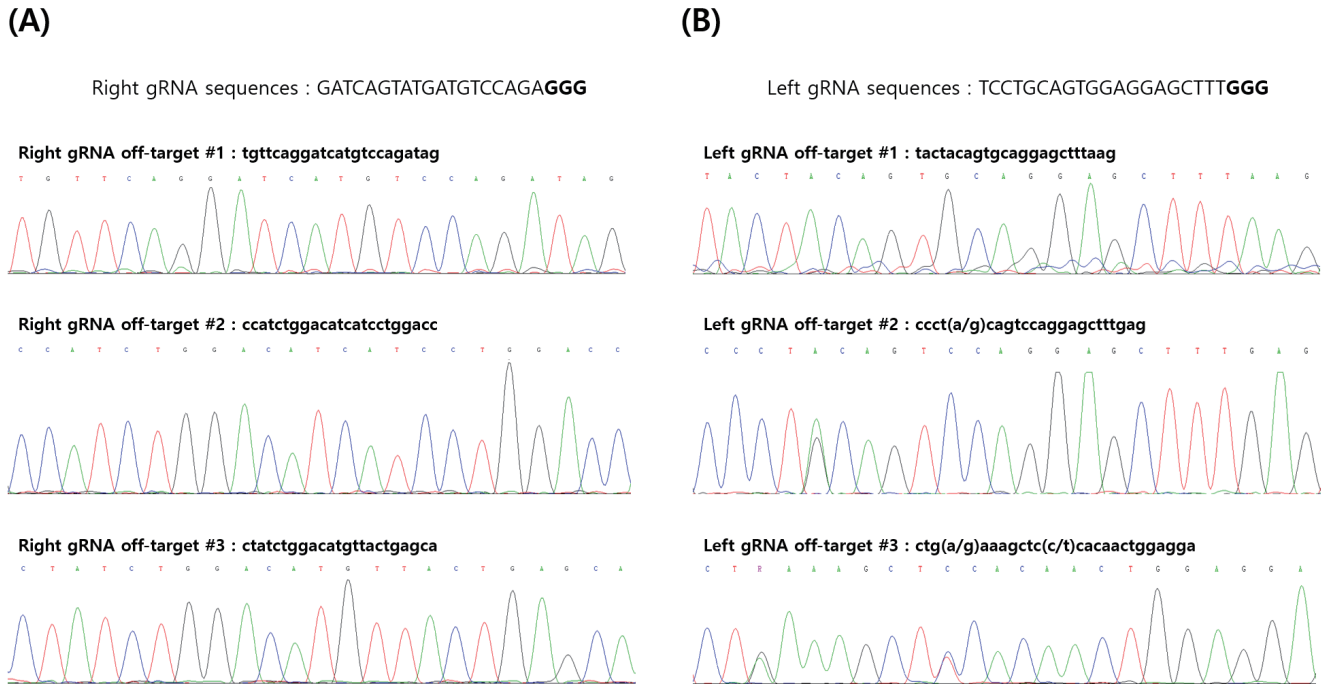 (A)
Right gRNA sequences : GATCAGTATGATGTCCAGAGGG
Right gRNA off-target #1 : tgttcaggatcatgtccagatag
T G T T C A G G A T C A T G T C C A G A T A G
Right gRNA off-target #2 : ccatctggacatcatcctggacc
C C A T C T G G A C A T C A T C C T G G A C C
Right gRNA off-target #3 : ctatctggacatgttactgagca
C T A T C T G G A C A T G T T A C T G A G C A
(B)
Left gRNA sequences : TCCTGCAGTGGAGGAGCTTTGGG
Left gRNA off-target #1 : tactacagtgcaggagctttaag
T A C T A C A G T G C A G G A G C T T T A A G
Left gRNA off-target #2 : ccct(a/g)cagtccaggagctttgag
C C C T A C A G T C C A G G A G C T T T G A G
Left gRNA off-target #3 : ctg(a/g)aaagctc(c/t)cacaactggagga
C T R A A A G C T C C A C A A C T G G A G G A